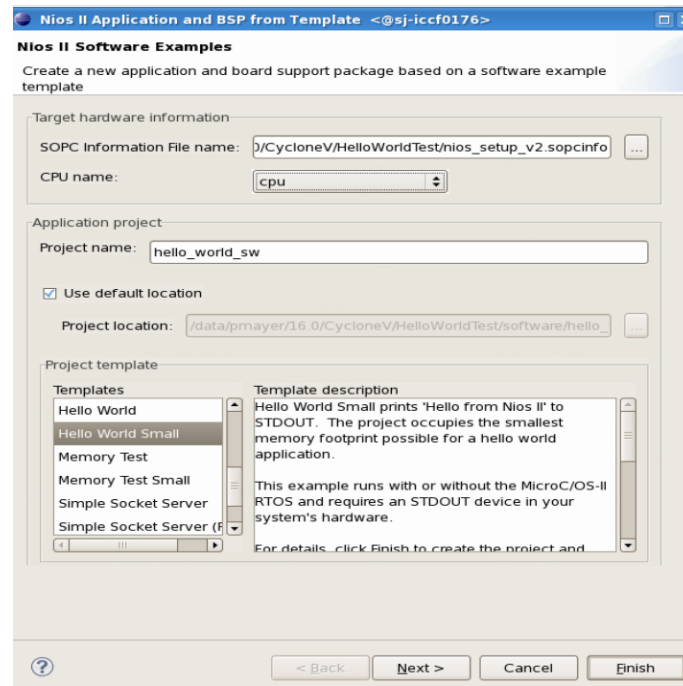 Nios II Application and BSP from Template <@sj-iccf0176>
Nios II Software Examples
Create a new application and board support package based on a software example
template
Target hardware information
SOPC Information File name: )/CycloneV/HelloWorldTest/nios_setup_v2.sopcinfo ...
CPU name: cpu
Application project
Project name: hello_world_sw
Use default location
Project location: /data/pmayer/16.0/CycloneV/HelloWorldTest/software/hello_ ...
Project template
Templates
Hello World
Hello World Small
Memory Test
Memory Test Small
Simple Socket Server
Simple Socket Server (F
Template description
Hello World Small prints 'Hello from Nios II' to
STDOUT. The project occupies the smallest
memory footprint possible for a hello world
application.
This example runs with or without the MicroC/OS-II
RTOS and requires an STDOUT device in your
system's hardware.
For details, click Finish to create the project and
? < Back Next > Cancel Finish